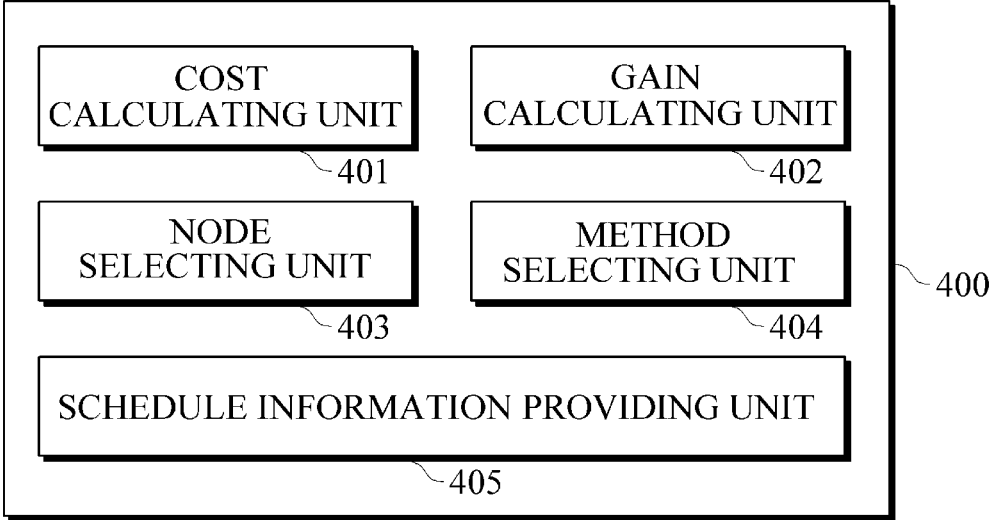 COST
CALCULATING UNIT
401
GAIN
CALCULATING UNIT
402
NODE
SELECTING UNIT
403
METHOD
SELECTING UNIT
404
400
SCHEDULE INFORMATION PROVIDING UNIT
405